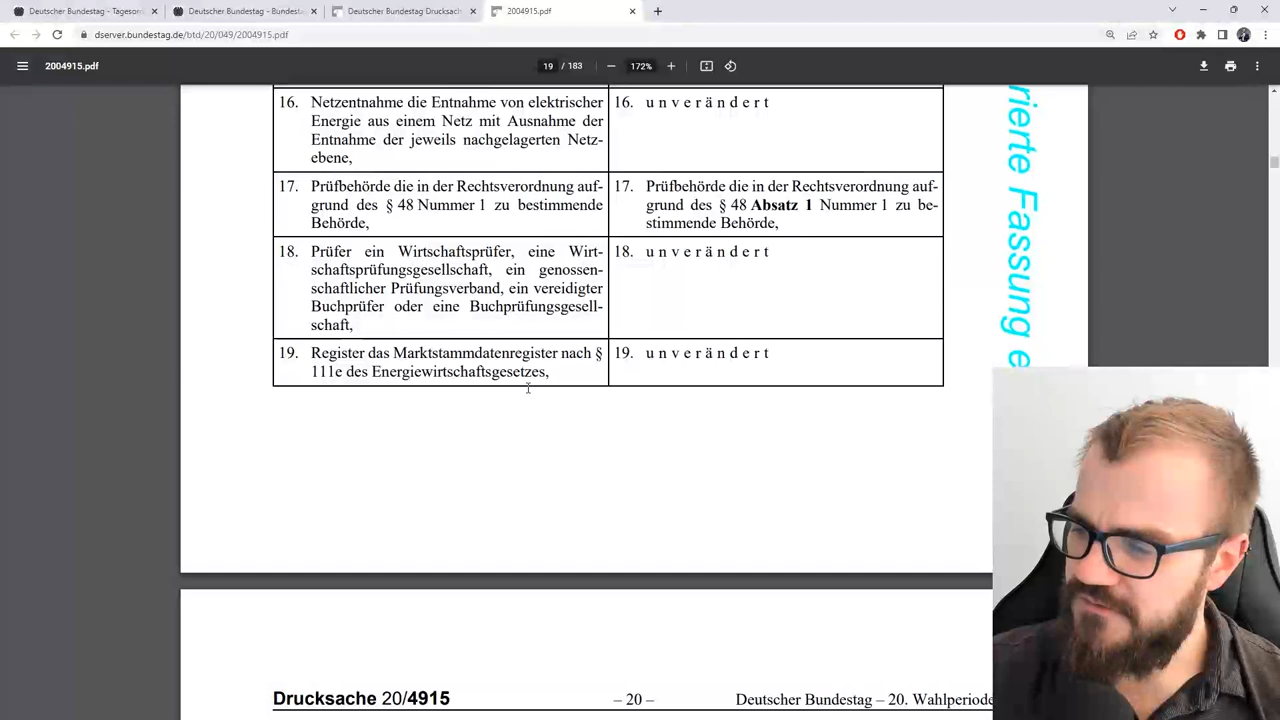 Deutscher Bundestag - Tageso
Deutscher Bundestag - Bundest
Deutscher Bundestag Drucksach
2004915.pdf
dserver.bundestag.de/btd/20/049/2004915.pdf
2004915.pdf
19 / 183
172%
16. Netzentnahme die Entnahme von elektrischer
Energie aus einem Netz mit Ausnahme der
Entnahme der jeweils nachgelagerten Netz-
ebene,
16. u n v e r ä n d e r t
17. Prüfbehörde die in der Rechtsverordnung auf-
grund des § 48 Nummer 1 zu bestimmende
Behörde,
17. Prüfbehörde die in der Rechtsverordnung auf-
grund des § 48 Absatz 1 Nummer 1 zu be-
stimmende Behörde,
18. Prüfer ein Wirtschaftsprüfer, eine Wirt-
schaftsprüfungsgesellschaft, ein genossen-
schaftlicher Prüfungsverband, ein vereidigter
Buchprüfer oder eine Buchprüfungsgesell-
schaft,
18. u n v e r ä n d e r t
19. Register das Marktstammdatenregister nach §
111e des Energiewirtschaftsgesetzes,
19. u n v e r ä n d e r t
rierte Fassung e
Drucksache 20/4915
– 20 –
Deutscher Bundestag – 20. Wahlperiode